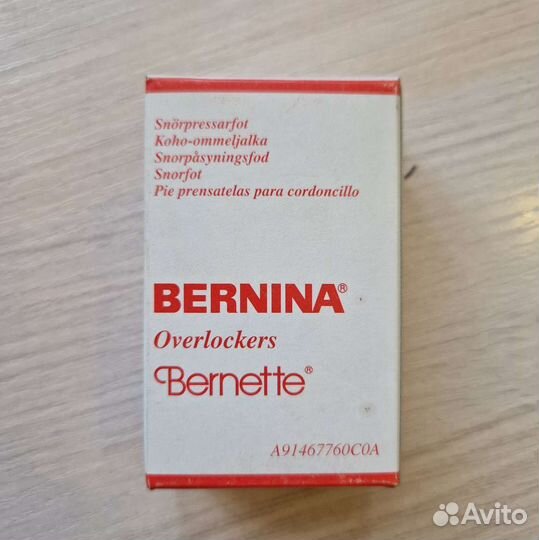 Snörpressarfot
Koho-ommeljalka
Snorpåsyningsfod
Snorfot
Pie prensatelas para cordoncillo
BERNINA®
Overlockers
Bernette®
A91467760C0A
Avito